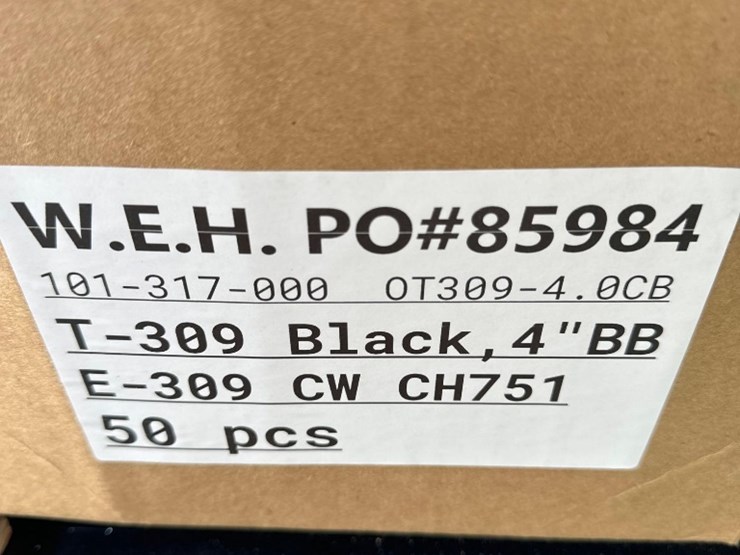 W.E.H. PO#85984
101-317-000 OT309-4.0CB
T-309 Black, 4"BB
E-309 CW CH751
50 pcs